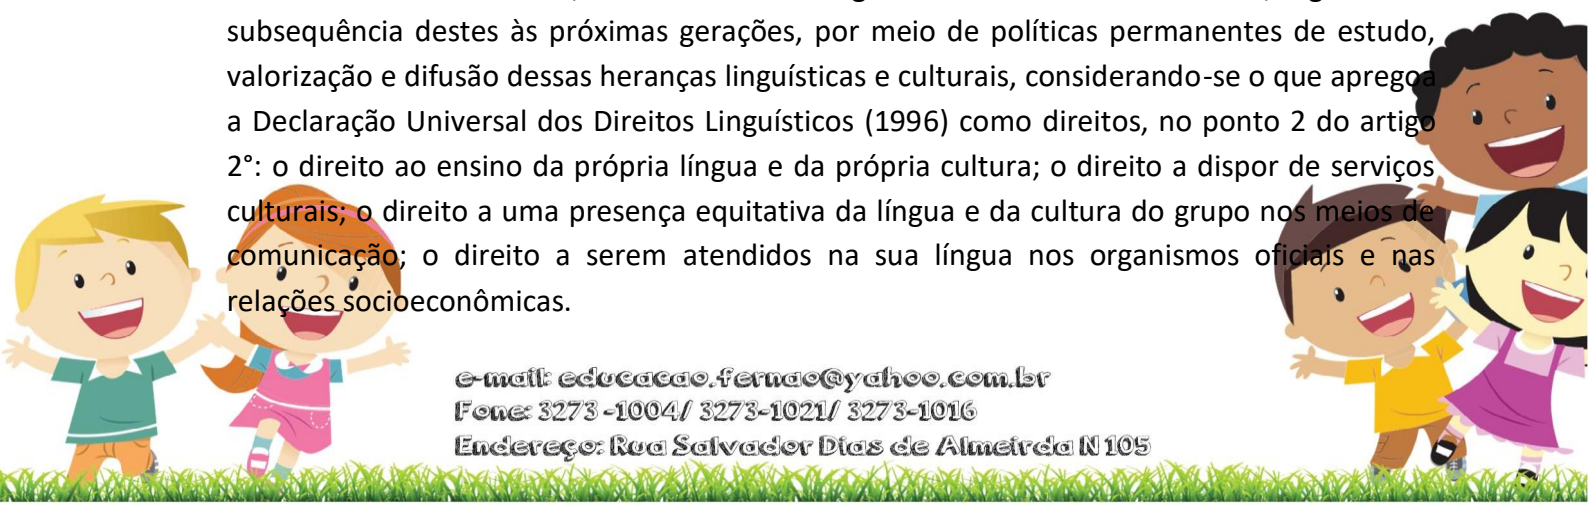 subsequência destes às próximas gerações, por meio de políticas permanentes de estudo,
valorização e difusão dessas heranças linguísticas e culturais, considerando-se o que apregoa
a Declaração Universal dos Direitos Linguísticos (1996) como direitos, no ponto 2 do artigo
2°: o direito ao ensino da própria língua e da própria cultura; o direito a dispor de serviços
culturais; o direito a uma presença equitativa da língua e da cultura do grupo nos meios de
comunicação; o direito a serem atendidos na sua língua nos organismos oficiais e nas
relações socioeconômicas.
e-mail: educacao.fernao@yahoo.com.br
Fone: 3273 -1004/ 3273-1021/ 3273-1016
Endereço: Rua Salvador Dias de Almeirda N 105